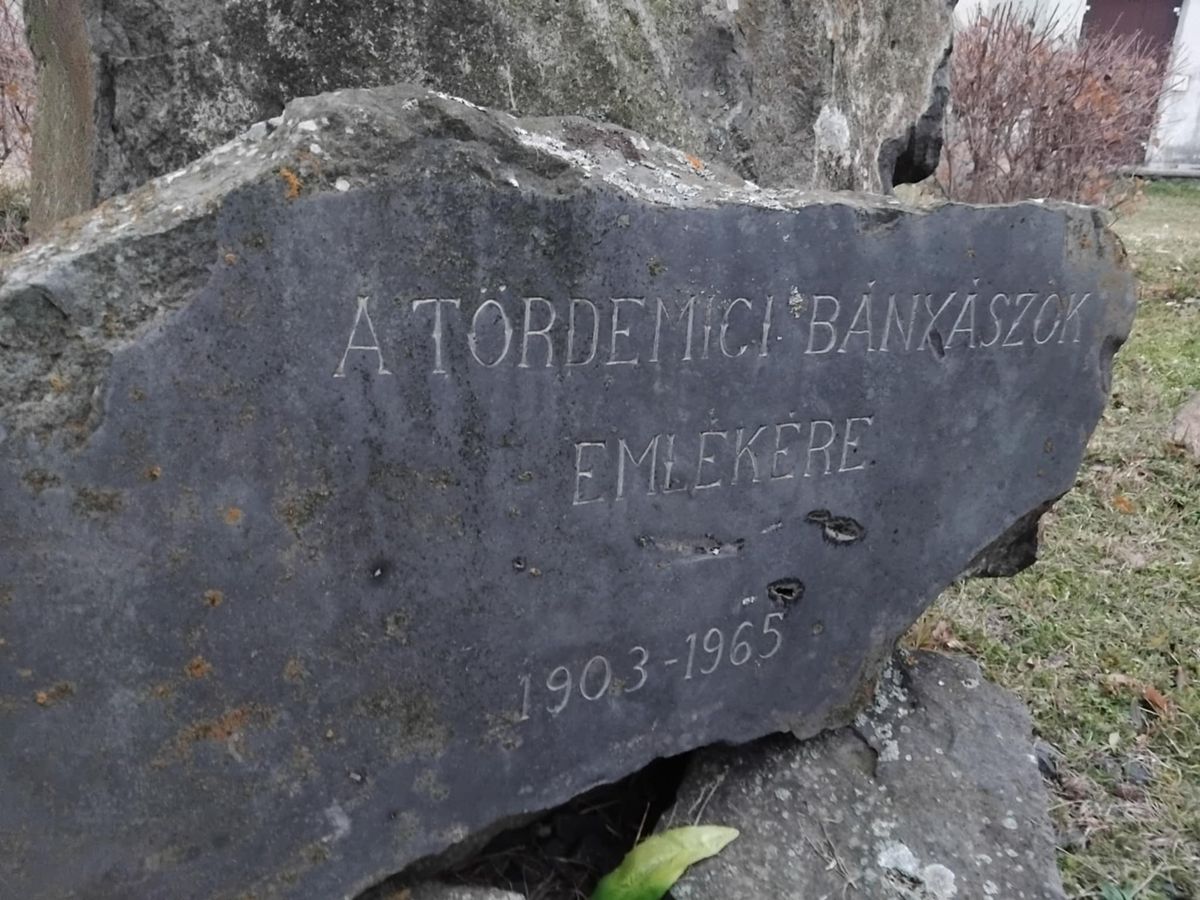 A TÖRDEMICI BÁNYÁSZOK
EMLÉKÉRE
1903-1965